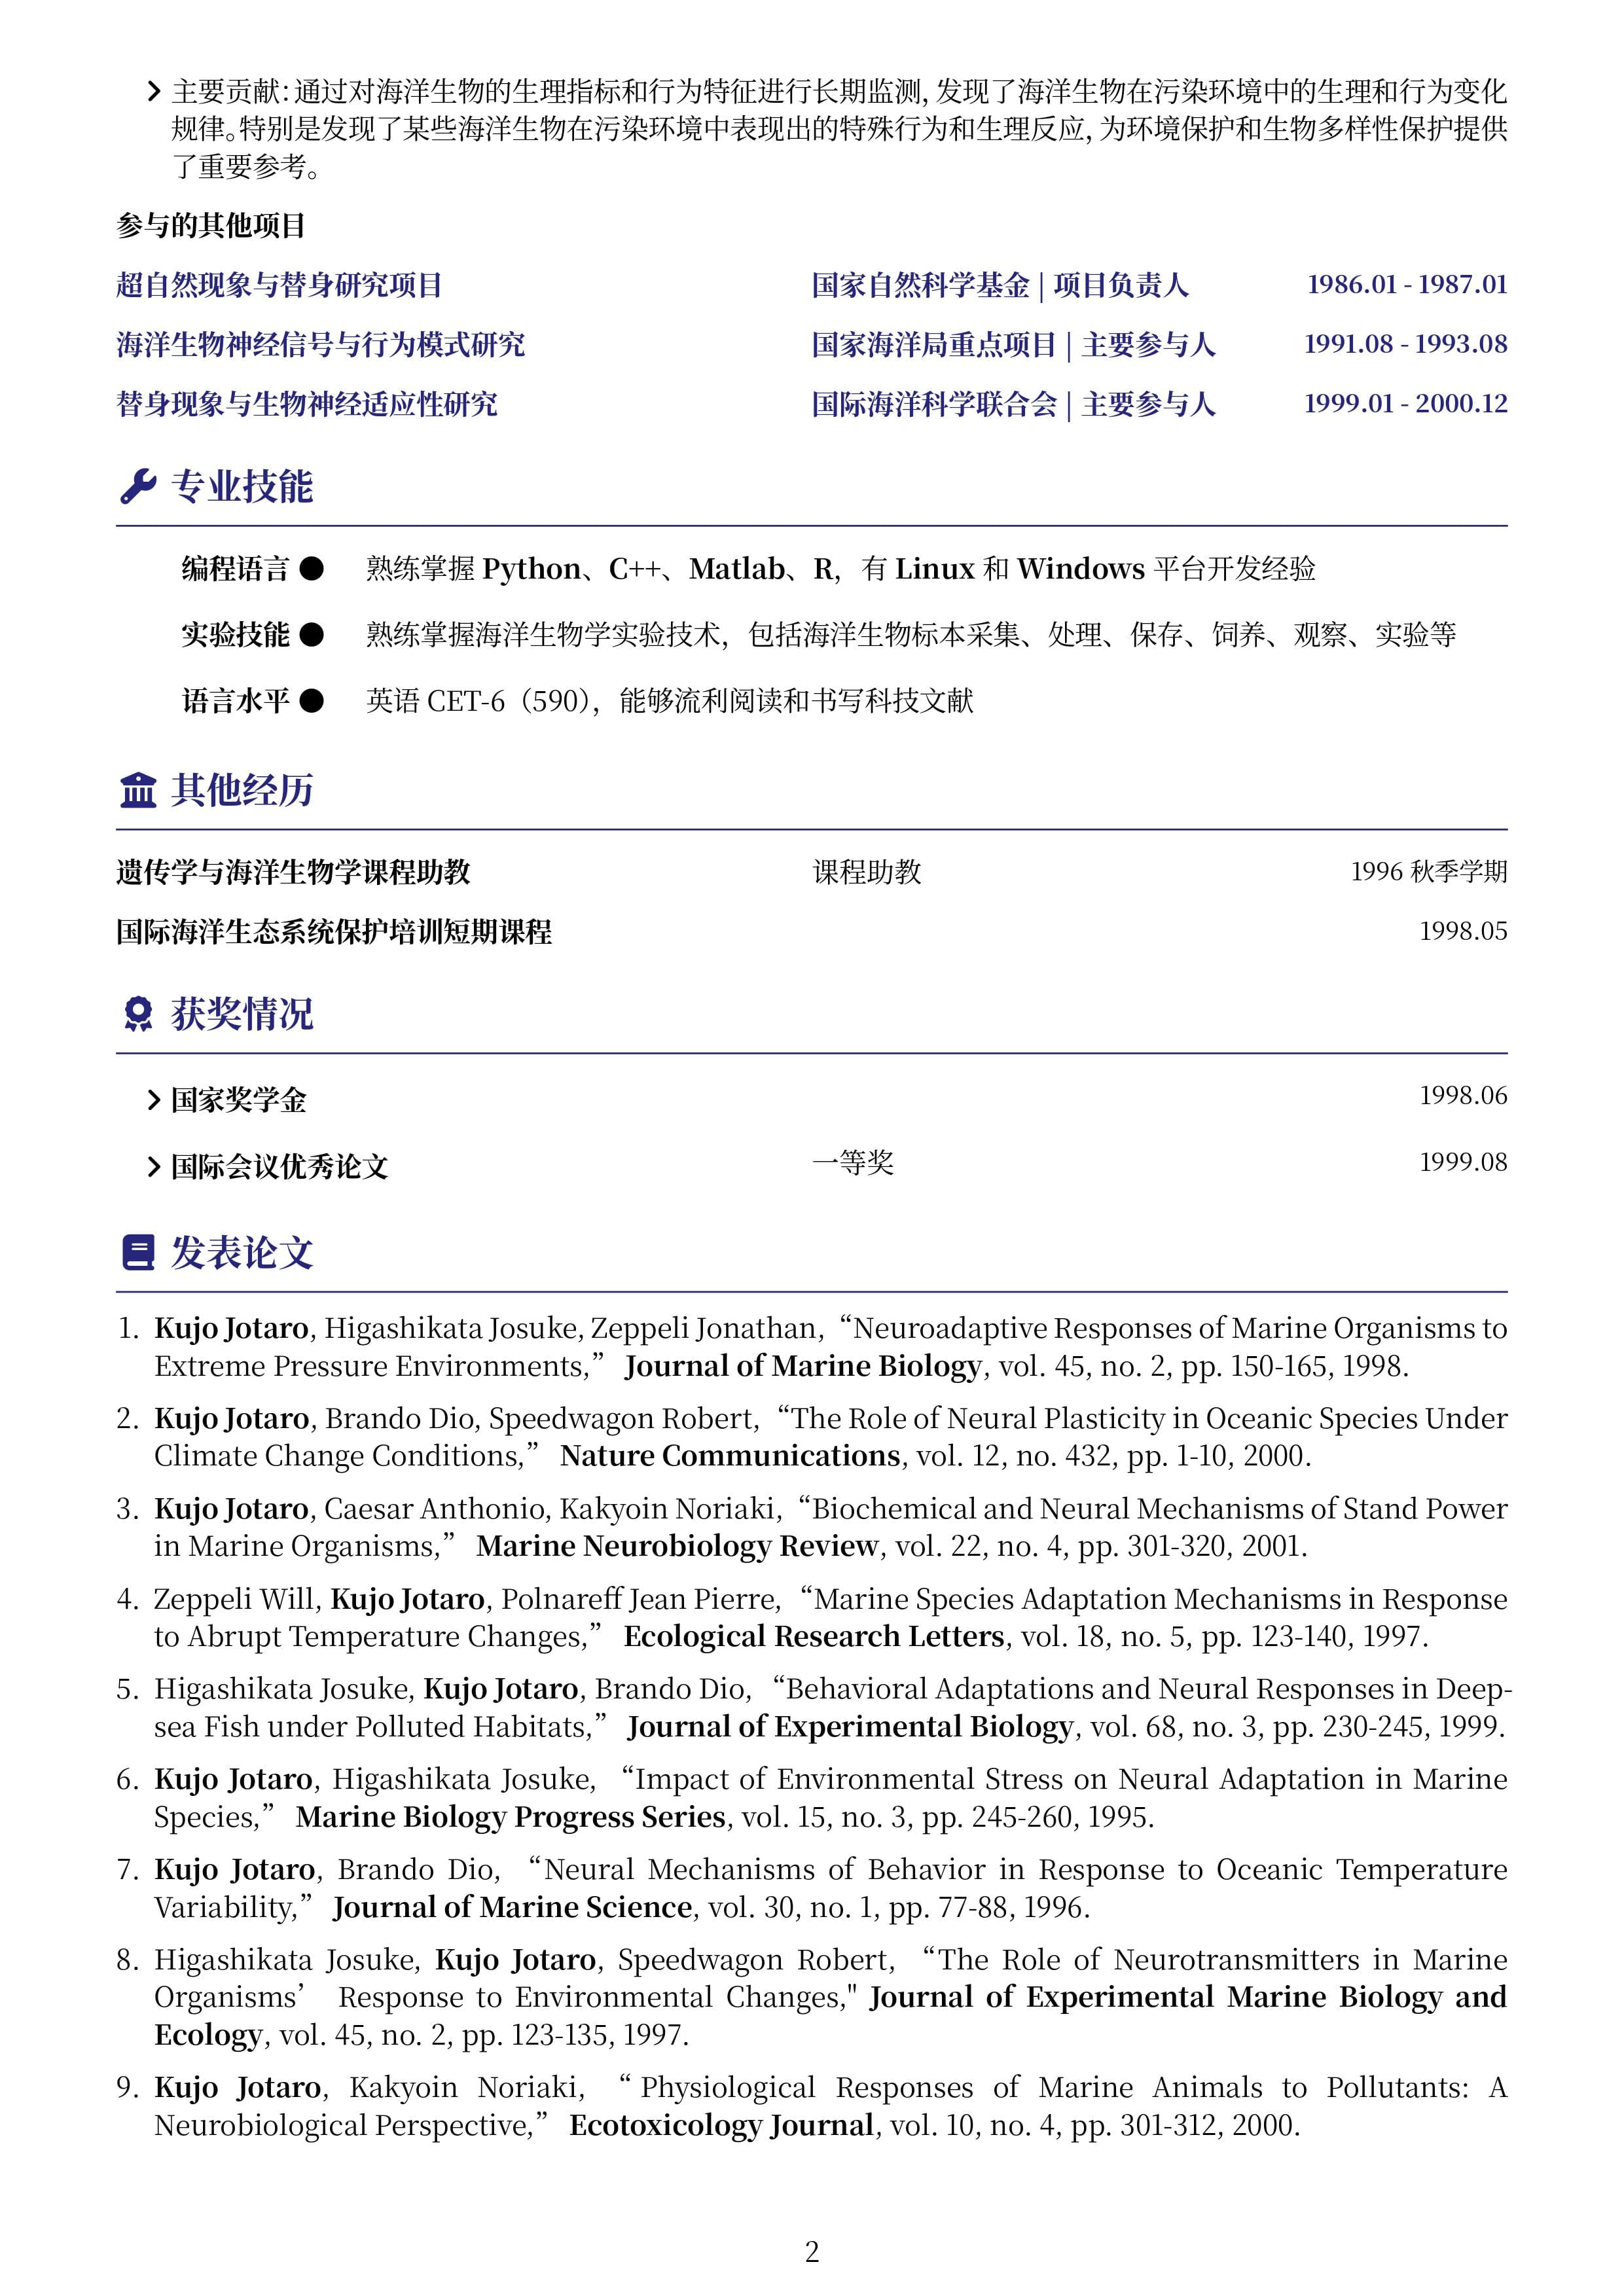 主要贡献：通过对海洋生物的生理指标和行为特征进行长期监测，发现了海洋生物在污染环境中的生理和行为变化
规律。特别是发现了某些海洋生物在污染环境中表现出的特殊行为和生理反应，为环境保护和生物多样性保护提供
了重要参考。
参与的其他项目
超自然现象与替身研究项目 国家自然科学基金 | 项目负责人 1986.01 - 1987.01
海洋生物神经信号与行为模式研究 国家海洋局重点项目 | 主要参与人 1991.08 - 1993.08
替身现象与生物神经适应性研究 国际海洋科学联合会 | 主要参与人 1999.01 - 2000.12
专业技能
编程语言 ● 熟练掌握 Python、C++、Matlab、R，有 Linux 和 Windows 平台开发经验
实验技能 ● 熟练掌握海洋生物学实验技术，包括海洋生物标本采集、处理、保存、饲养、观察、实验等
语言水平 ● 英语 CET-6（590），能够流利阅读和书写科技文献
其他经历
遗传学与海洋生物学课程助教 课程助教 1996 秋季学期
国际海洋生态系统保护培训短期课程 1998.05
获奖情况
国家奖学金 1998.06
国际会议优秀论文 一等奖 1999.08
发表论文
1. Kujo Jotaro, Higashikata Josuke, Zeppeli Jonathan, “Neuroadaptive Responses of Marine Organisms to
Extreme Pressure Environments,” Journal of Marine Biology, vol. 45, no. 2, pp. 150-165, 1998.
2. Kujo Jotaro, Brando Dio, Speedwagon Robert, “The Role of Neural Plasticity in Oceanic Species Under
Climate Change Conditions,” Nature Communications, vol. 12, no. 432, pp. 1-10, 2000.
3. Kujo Jotaro, Caesar Anthonio, Kakyoin Noriaki, “Biochemical and Neural Mechanisms of Stand Power
in Marine Organisms,” Marine Neurobiology Review, vol. 22, no. 4, pp. 301-320, 2001.
4. Zeppeli Will, Kujo Jotaro, Polnareff Jean Pierre, “Marine Species Adaptation Mechanisms in Response
to Abrupt Temperature Changes,” Ecological Research Letters, vol. 18, no. 5, pp. 123-140, 1997.
5. Higashikata Josuke, Kujo Jotaro, Brando Dio, “Behavioral Adaptations and Neural Responses in Deep-
sea Fish under Polluted Habitats,” Journal of Experimental Biology, vol. 68, no. 3, pp. 230-245, 1999.
6. Kujo Jotaro, Higashikata Josuke, “Impact of Environmental Stress on Neural Adaptation in Marine
Species,” Marine Biology Progress Series, vol. 15, no. 3, pp. 245-260, 1995.
7. Kujo Jotaro, Brando Dio, “Neural Mechanisms of Behavior in Response to Oceanic Temperature
Variability,” Journal of Marine Science, vol. 30, no. 1, pp. 77-88, 1996.
8. Higashikata Josuke, Kujo Jotaro, Speedwagon Robert, “The Role of Neurotransmitters in Marine
Organisms’ Response to Environmental Changes," Journal of Experimental Marine Biology and
Ecology, vol. 45, no. 2, pp. 123-135, 1997.
9. Kujo Jotaro, Kakyoin Noriaki, “Physiological Responses of Marine Animals to Pollutants: A
Neurobiological Perspective,” Ecotoxicology Journal, vol. 10, no. 4, pp. 301-312, 2000.
2